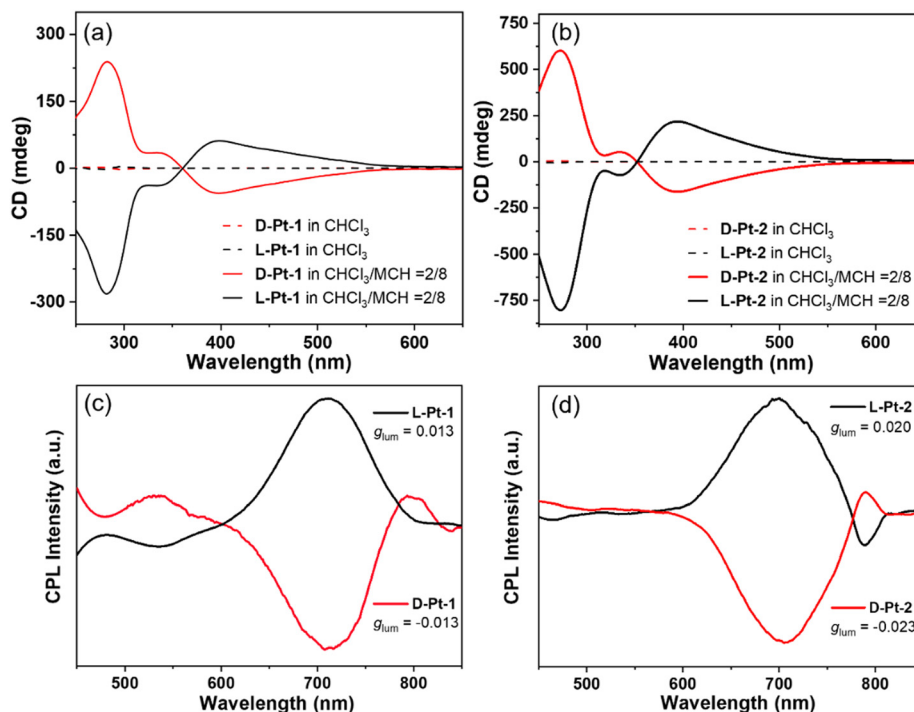 (a)
300
150
0
-150
-300
CD (mdeg)
D-Pt-1 in CHCl₃
L-Pt-1 in CHCl₃
D-Pt-1 in CHCl₃/MCH =2/8
L-Pt-1 in CHCl₃/MCH =2/8
300 400 500 600
Wavelength (nm)
(b)
750
500
250
0
-250
-500
-750
CD (mdeg)
D-Pt-2 in CHCl₃
L-Pt-2 in CHCl₃
D-Pt-2 in CHCl₃/MCH =2/8
L-Pt-2 in CHCl₃/MCH =2/8
300 400 500 600
Wavelength (nm)
(c)
CPL Intensity (a.u.)
L-Pt-1
glum = 0.013
D-Pt-1
glum = -0.013
500 600 700 800
Wavelength (nm)
(d)
CPL Intensity (a.u.)
L-Pt-2
glum = 0.020
D-Pt-2
glum = -0.023
500 600 700 800
Wavelength (nm)